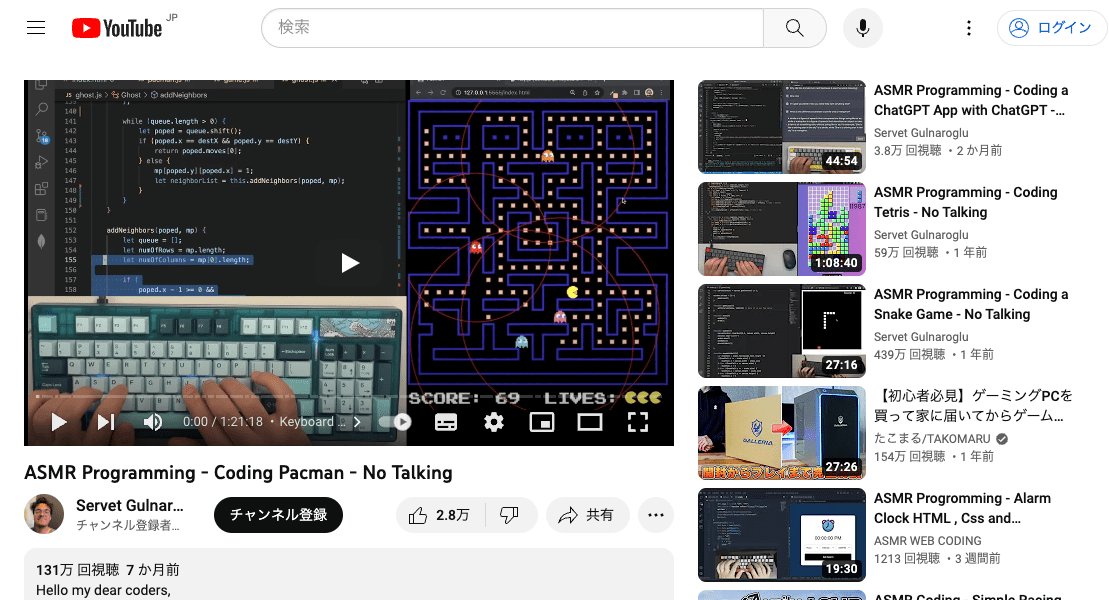 YouTube JP
検索
ログイン
JS ghost.js > Ghost > addNeighbors
140
141 while (queue.length > 0) {
142 let poped = queue.shift();
143 if (poped.x == destX && poped.y == destY) {
144 return poped.moves[0];
145 } else {
146 mp[poped.y][poped.x] = 1;
147 let neighborList = this.addNeighbors(poped, mp);
148 }
149 }
150 }
151
152 addNeighbors(poped, mp) {
153 let queue = [];
154 let numOfRows = mp.length;
155 let numOfColumns = mp[0].length;
156
157 if (
158 poped.x - 1 >= 0 &&
SCORE: 69 LIVES:
0:00 / 1:21:18 • Keyboard ...
ASMR Programming - Coding Pacman - No Talking
Servet Gulnar...
チャンネル登録者...
チャンネル登録
2.8万
共有
131万 回視聴 7 か月前
Hello my dear coders,
44:54
ASMR Programming - Coding a
ChatGPT App with ChatGPT -...
Servet Gulnaroglu
3.8万 回視聴 • 2 か月前
1:08:40
ASMR Programming - Coding
Tetris - No Talking
Servet Gulnaroglu
59万 回視聴 • 1 年前
27:16
ASMR Programming - Coding a
Snake Game - No Talking
Servet Gulnaroglu
439万 回視聴 • 1 年前
GALLERIA
27:26
【初心者必見】ゲーミングPCを
買って家に届いてからゲーム...
たこまる/TAKOMARU
154万 回視聴 • 1 年前
19:30
ASMR Progromming - Alarm
Clock HTML , Css and...
ASMR WEB CODING
1213 回視聴 • 3 週間前